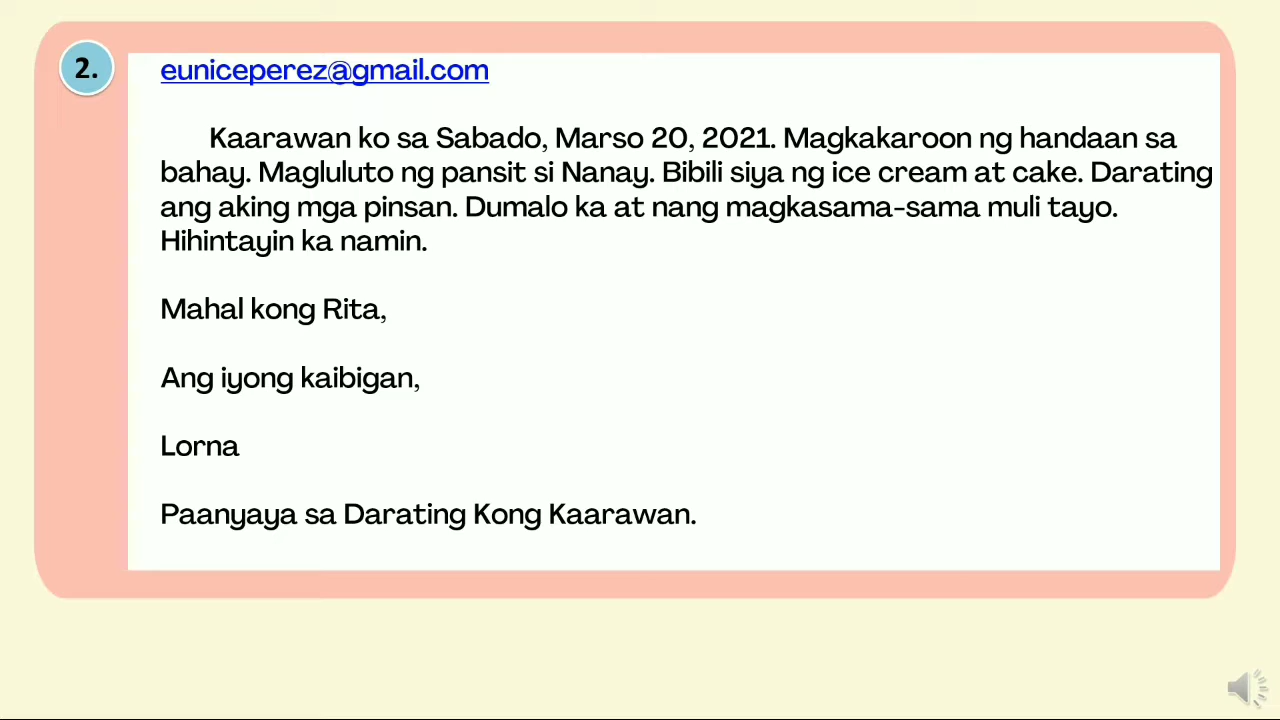 2.
euniceperez@gmail.com
Kaarawan ko sa Sabado, Marso 20, 2021. Magkakaroon ng handaan sa
bahay. Magluluto ng pansit si Nanay. Bibili siya ng ice cream at cake. Darating
ang aking mga pinsan. Dumalo ka at nang magkasama-sama muli tayo.
Hihintayin ka namin.
Mahal kong Rita,
Ang iyong kaibigan,
Lorna
Paanyaya sa Darating Kong Kaarawan.